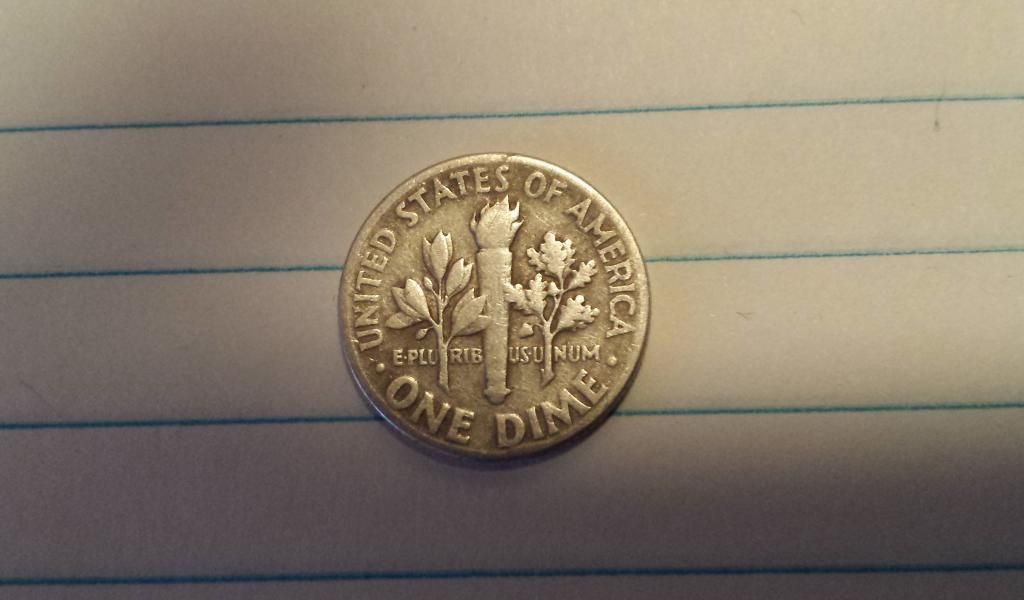 UNITED STATES OF AMERICA
E·PLURIBUS·UNUM
· ONE DIME ·